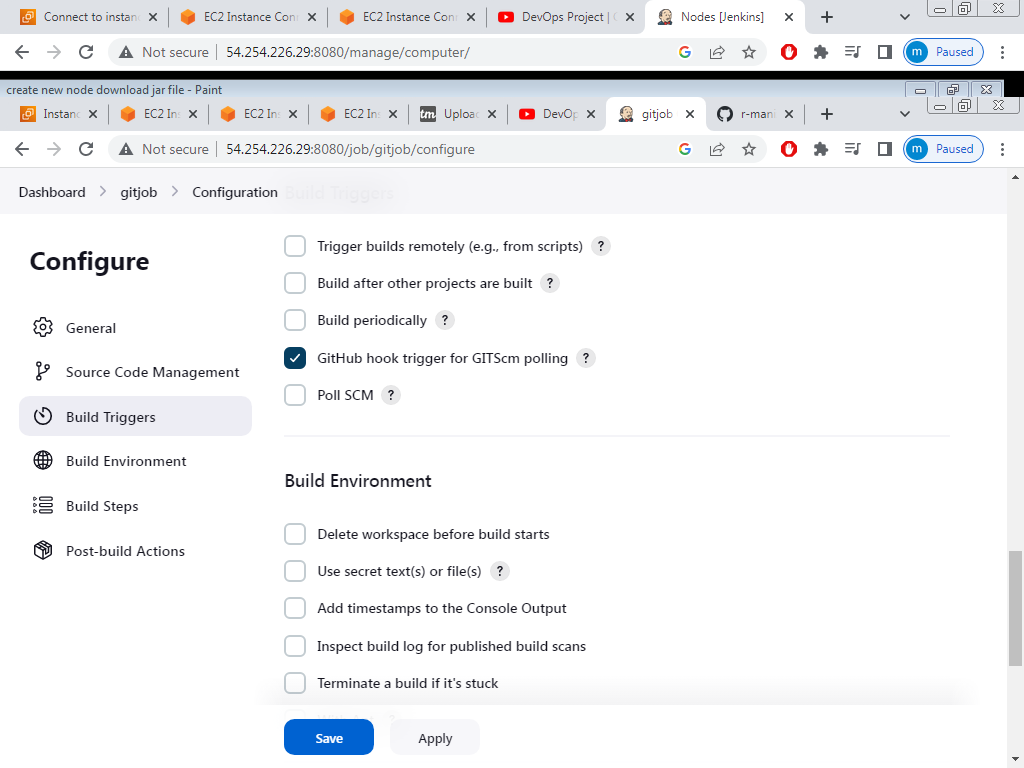 Connect to instan
EC2 Instance Conn
EC2 Instance Conn
DevOps Project | C
Nodes [Jenkins]
Not secure
54.254.226.29:8080/manage/computer/
m
Paused
create new node download jar file - Paint
Instanc
EC2 In
EC2 In
EC2 In
tm
Uploa
DevOp
gitjob
r-mani
Not secure
54.254.226.29:8080/job/gitjob/configure
m
Paused
Dashboard
gitjob
Configuration
Build Triggers
Configure
General
Source Code Management
Build Triggers
Build Environment
Build Steps
Post-build Actions
Trigger builds remotely (e.g., from scripts) ?
Build after other projects are built ?
Build periodically ?
GitHub hook trigger for GITScm polling ?
Poll SCM ?
Build Environment
Delete workspace before build starts
Use secret text(s) or file(s) ?
Add timestamps to the Console Output
Inspect build log for published build scans
Terminate a build if it's stuck
Save
Apply